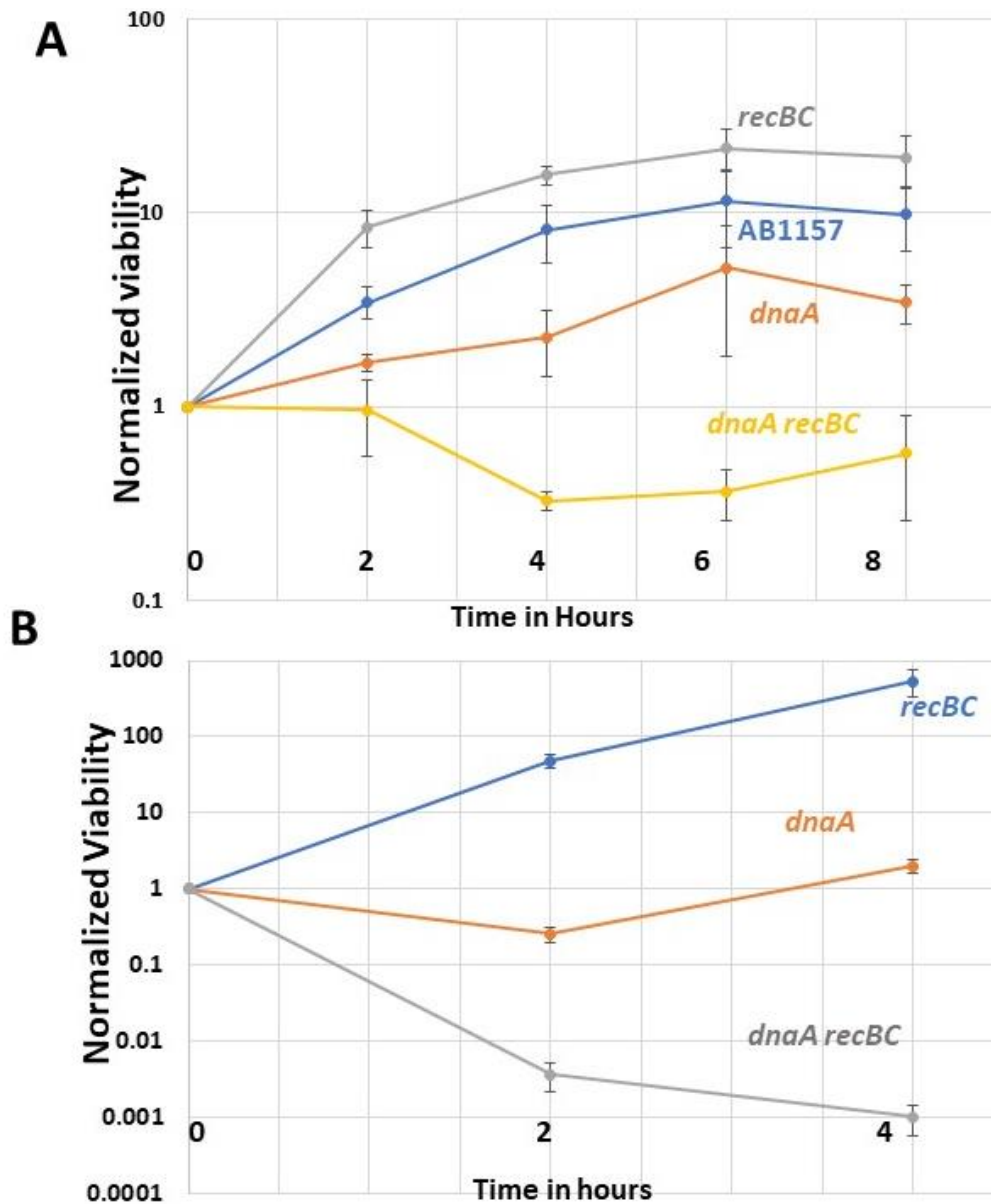 A
100
10
1
0.1
Normalized viability
recBC
AB1157
dnaA
dnaA recBC
0 2 4 6 8
Time in Hours
B
1000
100
10
1
0.1
0.01
0.001
0.0001
Normalized Viability
recBC
dnaA
dnaA recBC
0 2 4
Time in hours